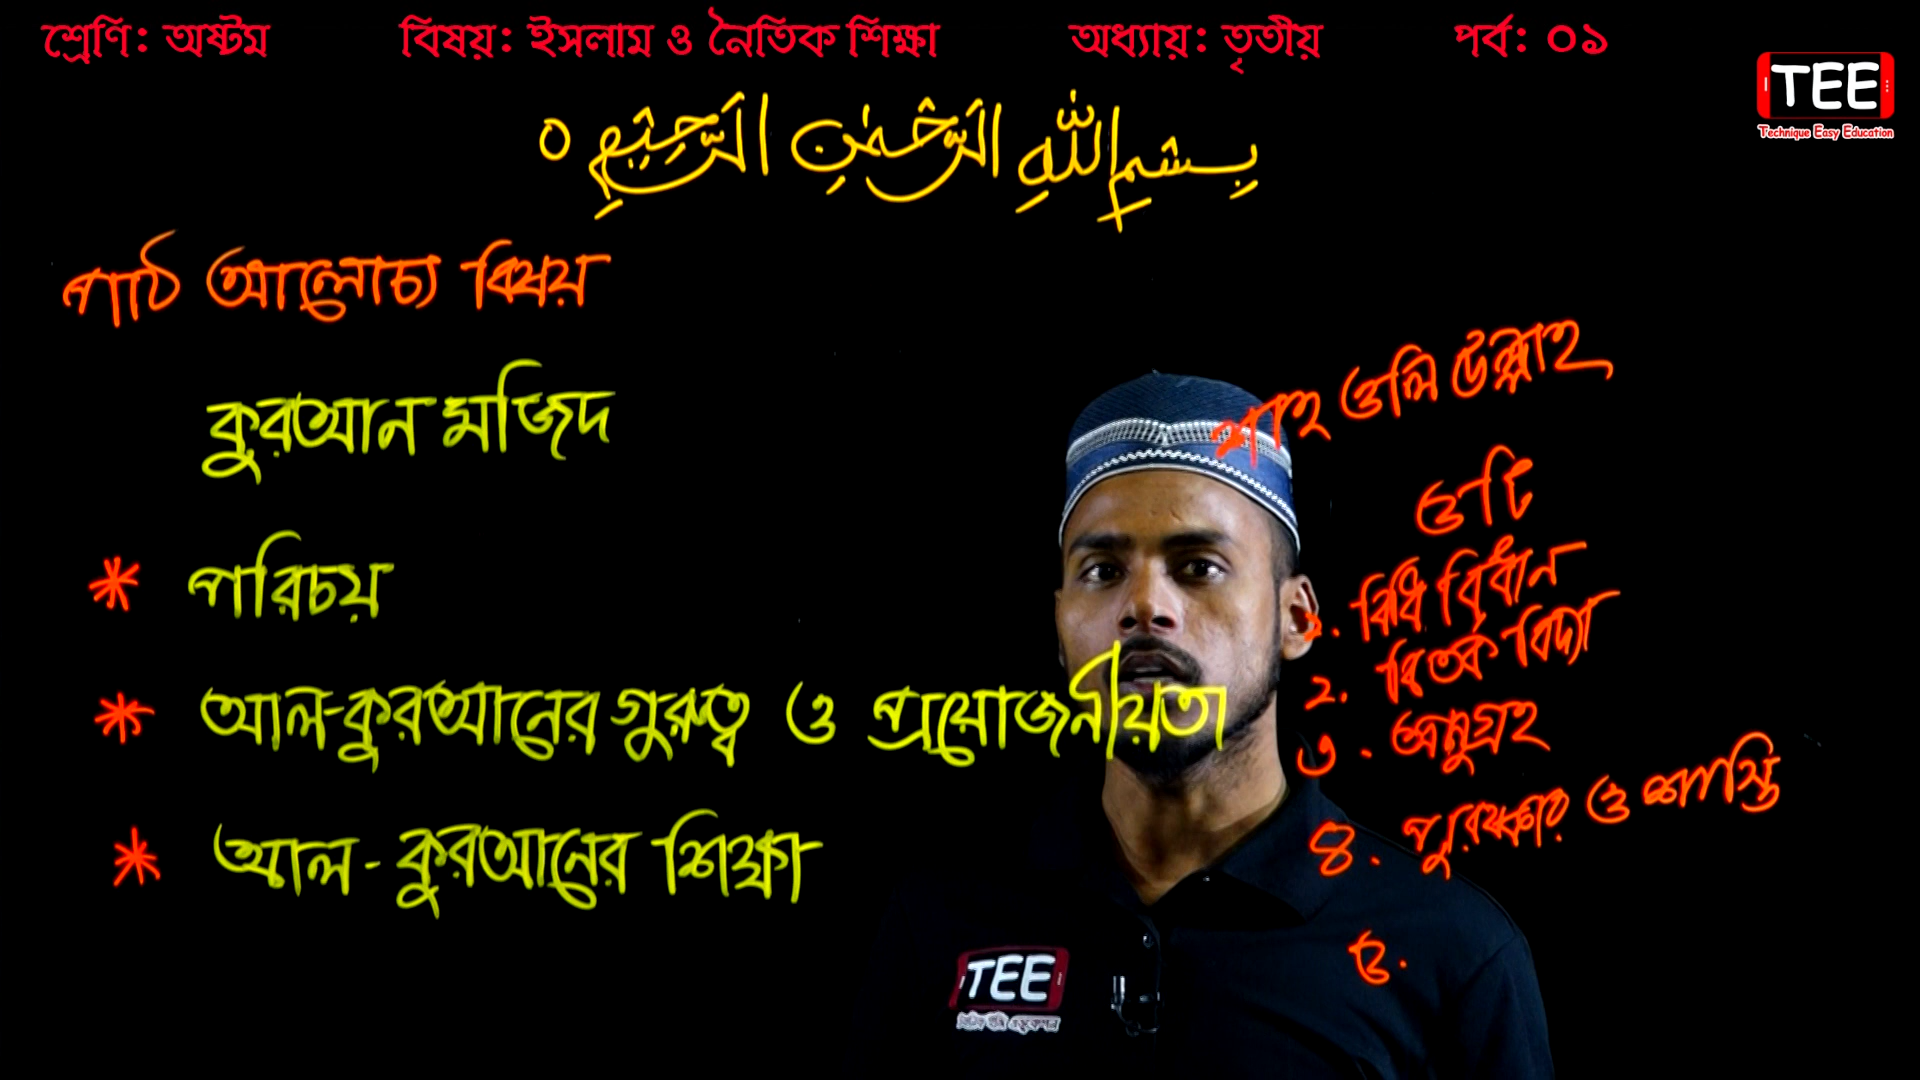 শ্রেণি: অষ্টম বিষয়: ইসলাম ও নৈতিক শিক্ষা অধ্যায়: তৃতীয় পর্ব: ০১
TEE
Technique Easy Education
بِسْمِ اللّٰهِ الرَّحْمٰنِ الرَّحِيْمِ ○
পাঠ আলোচ্য বিষয়
কুরআন মজিদ
* পরিচয়
* আল-কুরআনের গুরুত্ব ও প্রয়োজনীয়তা
* আল-কুরআনের শিক্ষা
শাহ ওলি উল্লাহ
৫টি
১. বিধি বিধান
২. বিতর্ক বিদ্যা
৩. অনুগ্রহ
৪. পুরষ্কার ও শাস্তি
৫.
TEE